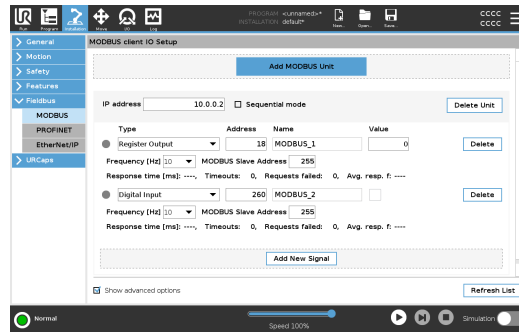 PROGRAM <unnamed>*
INSTALLATION default*
CCCC
CCCC
Run Program Installation Move I/O Log New... Open... Save...
General
Motion
Safety
Features
Fieldbus
MODBUS
PROFINET
EtherNet/IP
URCaps
MODBUS client IO Setup
Add MODBUS Unit
IP address 10.0.0.2 Sequential mode Delete Unit
Type Address Name Value
Register Output 18 MODBUS_1 0 Delete
Frequency [Hz] 10 MODBUS Slave Address 255
Response time [ms]: ----, Timeouts: 0, Requests failed: 0, Avg. resp. f: ----
Digital Input 260 MODBUS_2 Delete
Frequency [Hz] 10 MODBUS Slave Address 255
Response time [ms]: ----, Timeouts: 0, Requests failed: 0, Avg. resp. f: ----
Add New Signal
Show advanced options Refresh List
Normal Speed 100% Simulation